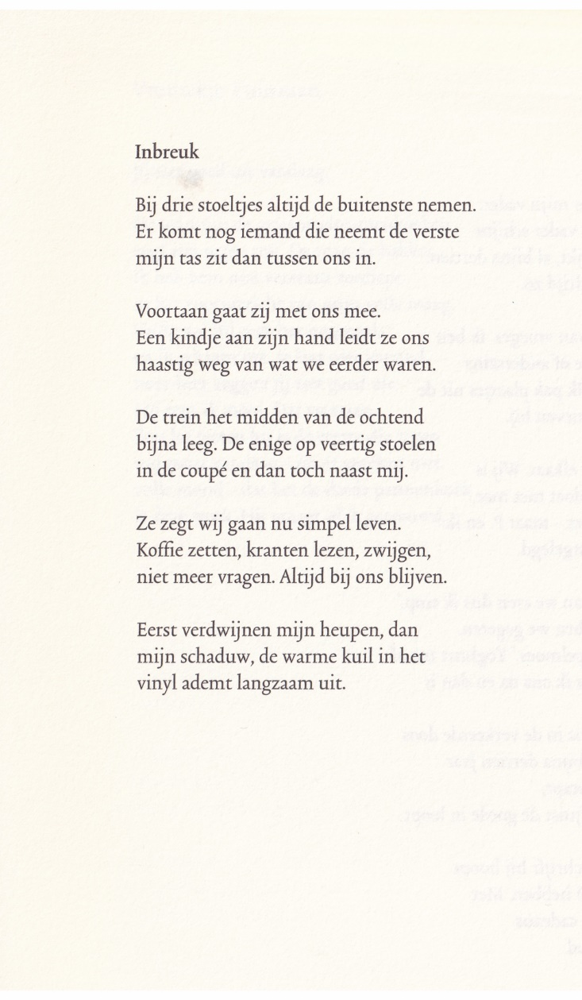 Inbreuk

Bij drie stoeltjes altijd de buitenste nemen.
Er komt nog iemand die neemt de verste
mijn tas zit dan tussen ons in.

Voortaan gaat zij met ons mee.
Een kindje aan zijn hand leidt ze ons
haastig weg van wat we eerder waren.

De trein het midden van de ochtend
bijna leeg. De enige op veertig stoelen
in de coupé en dan toch naast mij.

Ze zegt wij gaan nu simpel leven.
Koffie zetten, kranten lezen, zwijgen,
niet meer vragen. Altijd bij ons blijven.

Eerst verdwijnen mijn heupen, dan
mijn schaduw, de warme kuil in het
vinyl ademt langzaam uit.